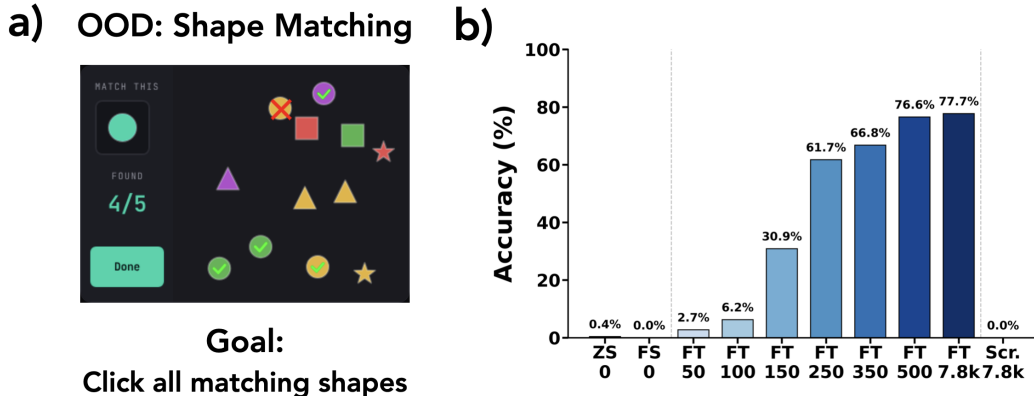 a)
OOD: Shape Matching
MATCH THIS
FOUND
4/5
Done
Goal:
Click all matching shapes
b)
Accuracy (%)
100
80
60
40
20
0
0.4%
0.0%
2.7%
6.2%
30.9%
61.7%
66.8%
76.6%
77.7%
0.0%
ZS FS FT FT FT FT FT FT FT Scr.
0 0 50 100 150 250 350 500 7.8k 7.8k